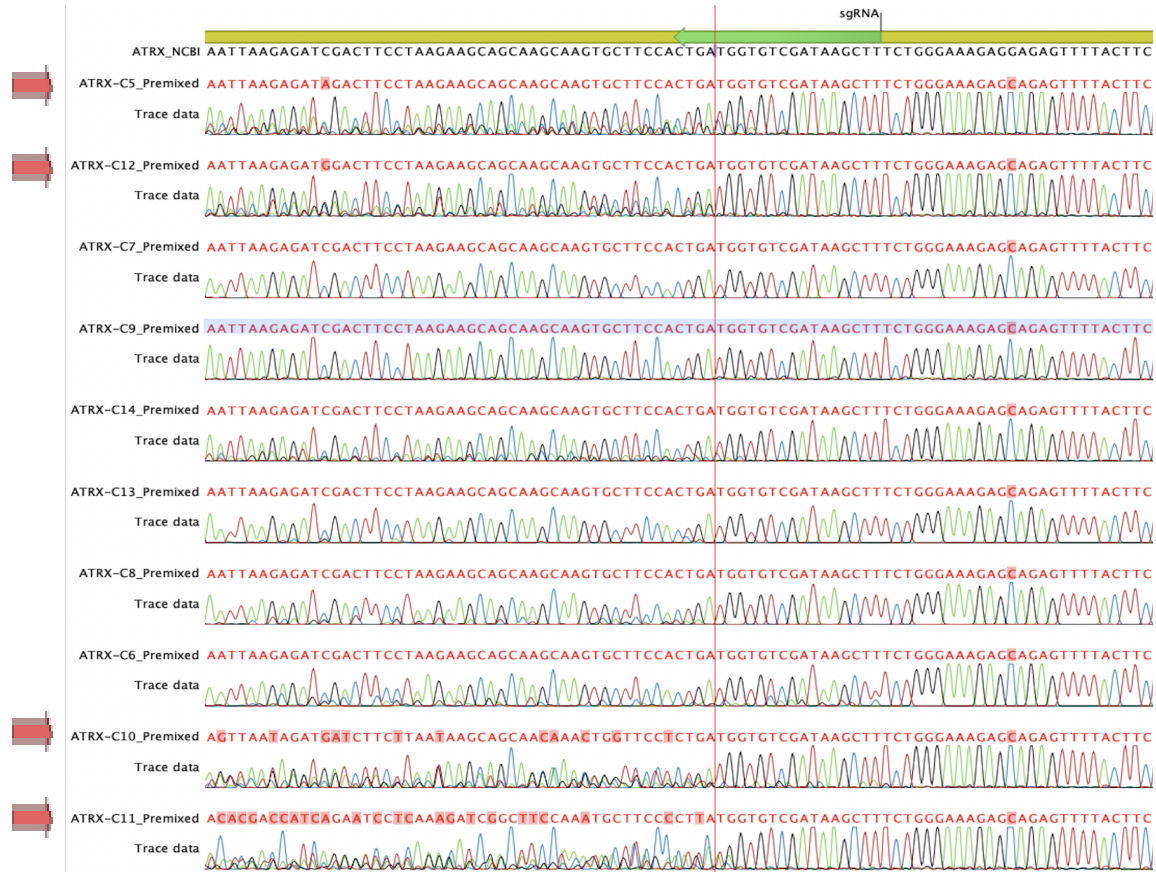 sgRNA
ATRX_NCBI AATTAAGAGATCGACTTCCTAAGAAGCAGCAAGCAAGTGCTTCCACTGATGGTGTCGATAAGCTTTCTGGGAAAGAGGAGAGTTTTACTTC
ATRX-C5_Premixed AATTAAGAGATAGACTTCCTAAGAAGCAGCAAGCAAGTGCTTCCACTGATGGTGTCGATAAGCTTTCTGGGAAAGAGCAGAGTTTTACTTC
Trace data
ATRX-C12_Premixed AATTAAGAGATGGACTTCCTAAGAAGCAGCAAGCAAGTGCTTCCACTGATGGTGTCGATAAGCTTTCTGGGAAAGAGCAGAGTTTTACTTC
Trace data
ATRX-C7_Premixed AATTAAGAGATCGACTTCCTAAGAAGCAGCAAGCAAGTGCTTCCACTGATGGTGTCGATAAGCTTTCTGGGAAAGAGCAGAGTTTTACTTC
Trace data
ATRX-C9_Premixed AATTAAGAGATCGACTTCCTAAGAAGCAGCAAGCAAGTGCTTCCACTGATGGTGTCGATAAGCTTTCTGGGAAAGAGCAGAGTTTTACTTC
Trace data
ATRX-C14_Premixed AATTAAGAGATCGACTTCCTAAGAAGCAGCAAGCAAGTGCTTCCACTGATGGTGTCGATAAGCTTTCTGGGAAAGAGCAGAGTTTTACTTC
Trace data
ATRX-C13_Premixed AATTAAGAGATCGACTTCCTAAGAAGCAGCAAGCAAGTGCTTCCACTGATGGTGTCGATAAGCTTTCTGGGAAAGAGCAGAGTTTTACTTC
Trace data
ATRX-C8_Premixed AATTAAGAGATCGACTTCCTAAGAAGCAGCAAGCAAGTGCTTCCACTGATGGTGTCGATAAGCTTTCTGGGAAAGAGCAGAGTTTTACTTC
Trace data
ATRX-C6_Premixed AATTAAGAGATCGACTTCCTAAGAAGCAGCAAGCAAGTGCTTCCACTGATGGTGTCGATAAGCTTTCTGGGAAAGAGCAGAGTTTTACTTC
Trace data
ATRX-C10_Premixed AGTTAATAGATGATCTTCTTAATAAGCAGCAACAAACTGGTTCCTCTGATGGTGTCGATAAGCTTTCTGGGAAAGAGCAGAGTTTTACTTC
Trace data
ATRX-C11_Premixed ACACGACCATCAGAATCCTCAAAGATCGGCTTCCAAATGCTTCCCCTTATGGTGTCGATAAGCTTTCTGGGAAAGAGCAGAGTTTTACTTC
Trace data